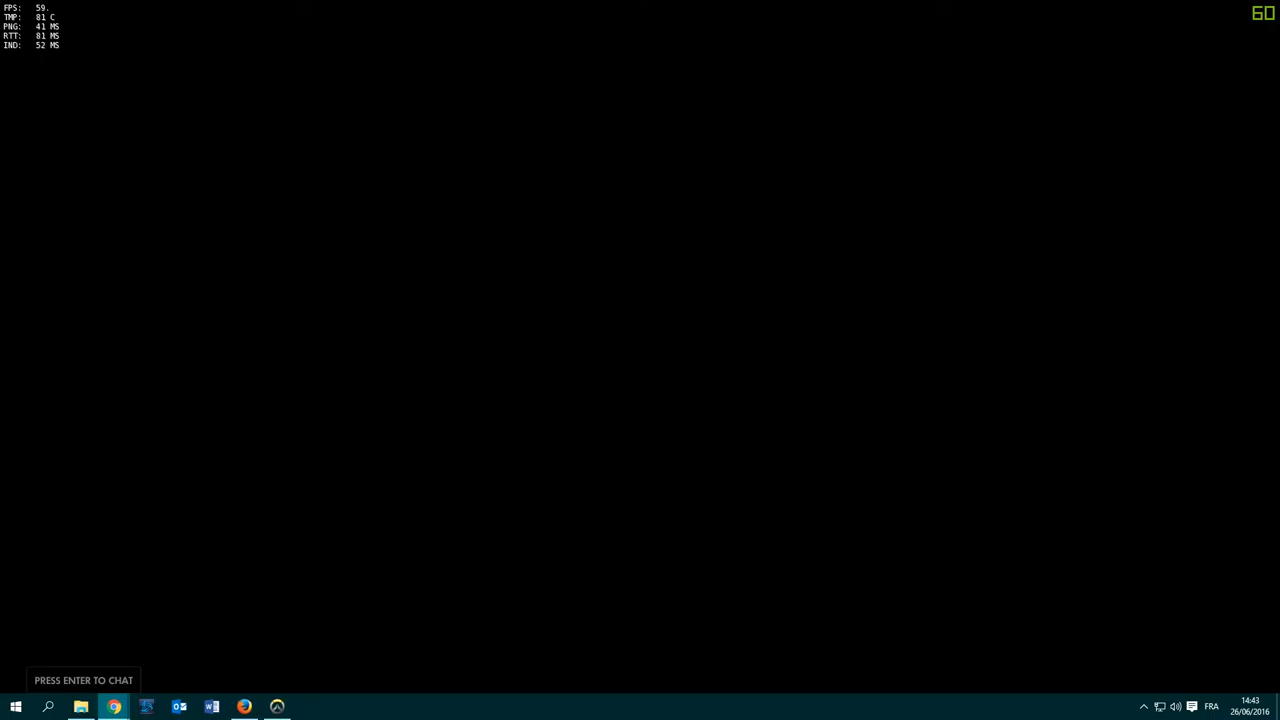 FPS: 59.
TMP: 81 C
PNG: 41 MS
RTT: 81 MS
IND: 52 MS
60
PRESS ENTER TO CHAT
FRA
14:43
26/06/2016